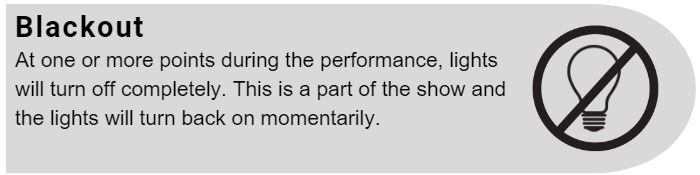 Blackout
At one or more points during the performance, lights
will turn off completely. This is a part of the show and
the lights will turn back on momentarily.